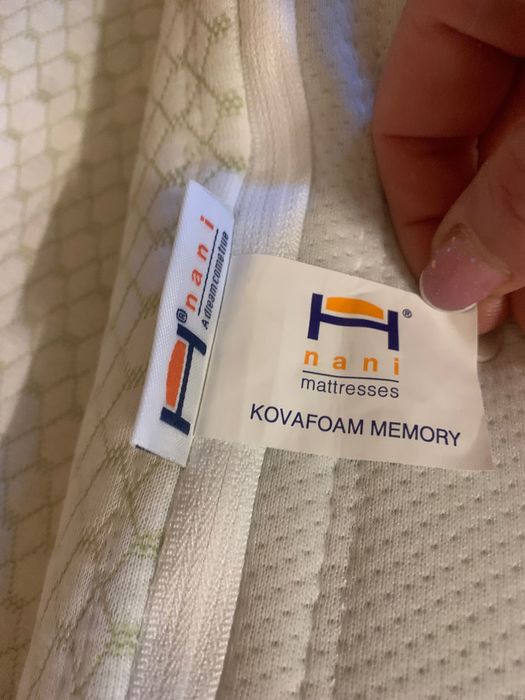 ®
nani
A dream come true
®
nani
mattresses
KOVAFOAM MEMORY